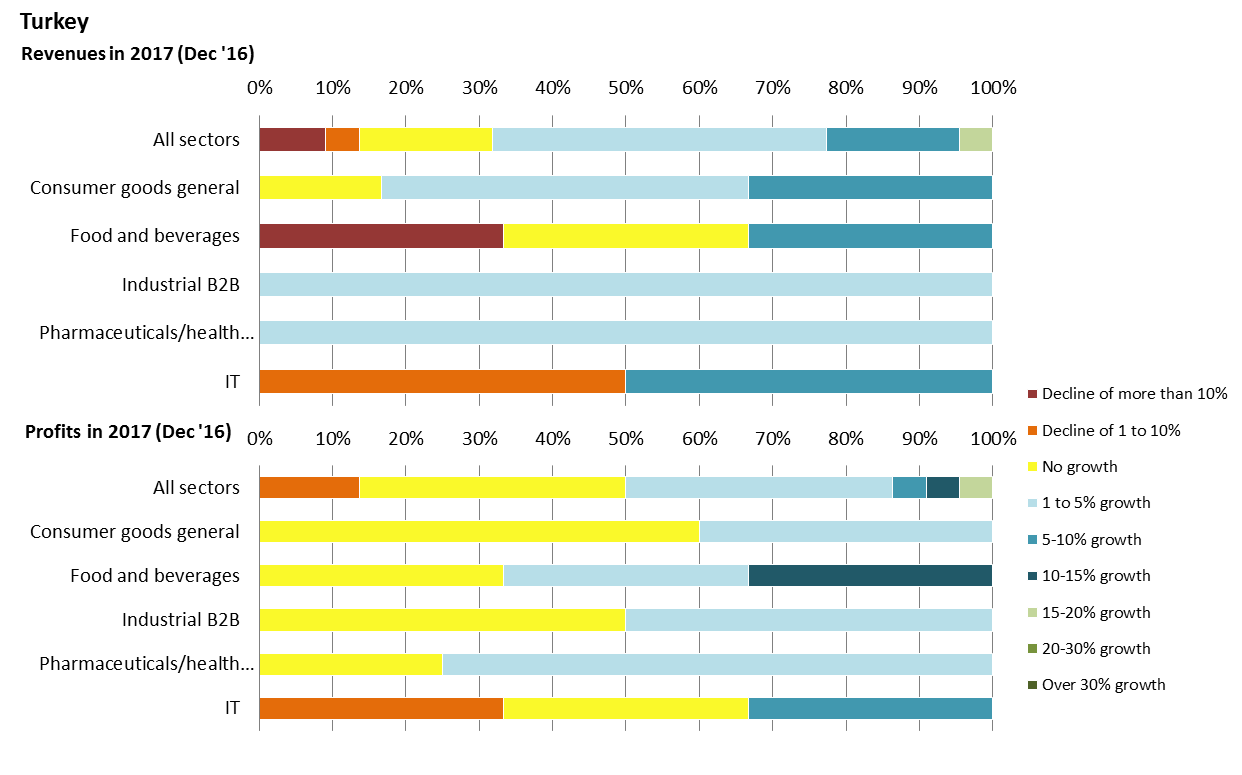 Turkey
Revenues in 2017 (Dec '16)
0% 10% 20% 30% 40% 50% 60% 70% 80% 90% 100%
All sectors
Consumer goods general
Food and beverages
Industrial B2B
Pharmaceuticals/health...
IT
Profits in 2017 (Dec '16)
0% 10% 20% 30% 40% 50% 60% 70% 80% 90% 100%
All sectors
Consumer goods general
Food and beverages
Industrial B2B
Pharmaceuticals/health...
IT
Decline of more than 10%
Decline of 1 to 10%
No growth
1 to 5% growth
5-10% growth
10-15% growth
15-20% growth
20-30% growth
Over 30% growth